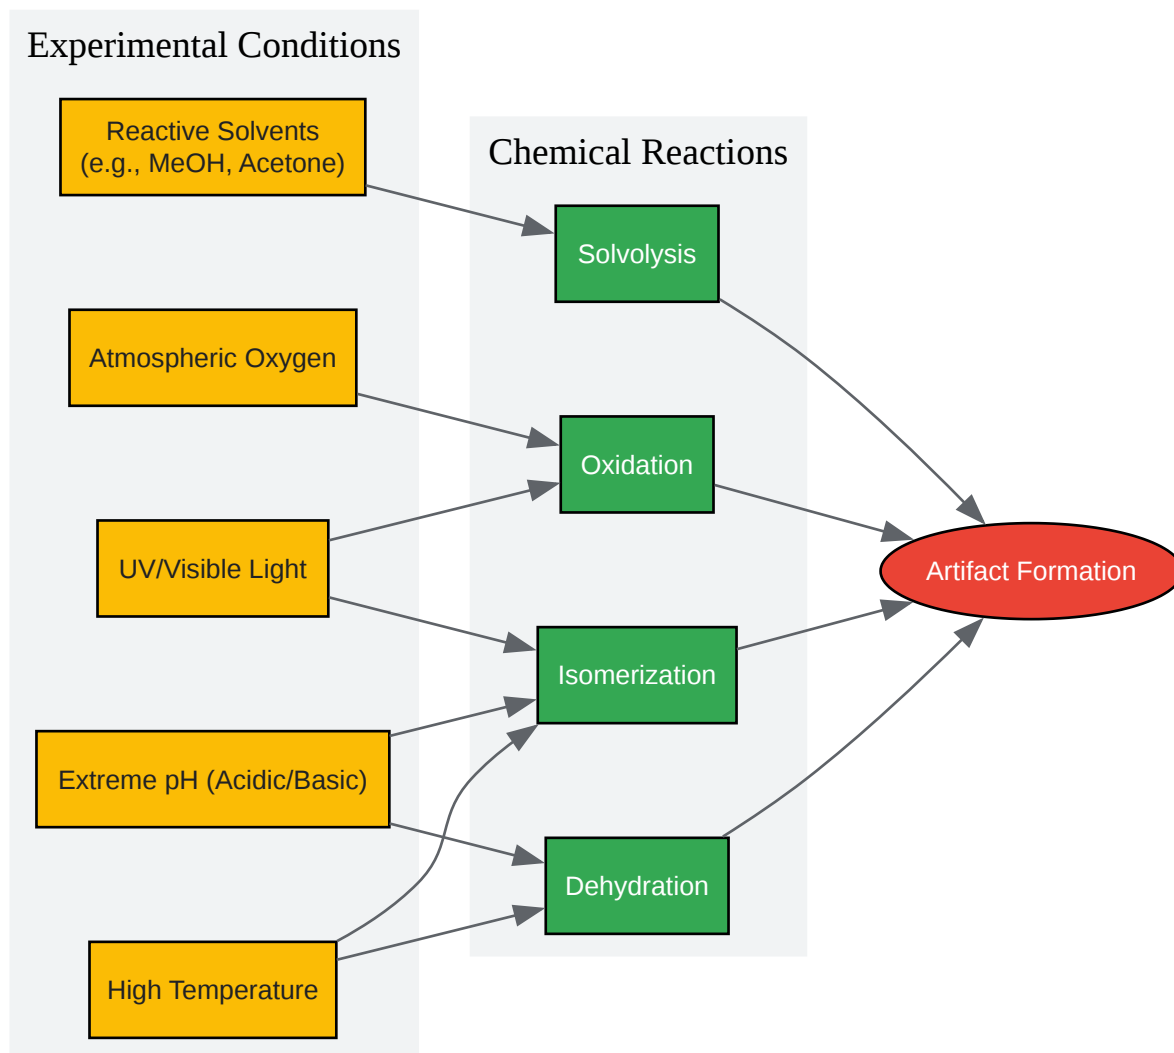 Experimental Conditions
Reactive Solvents
(e.g., MeOH, Acetone)
Atmospheric Oxygen
UV/Visible Light
Extreme pH (Acidic/Basic)
High Temperature
Chemical Reactions
Solvolysis
Oxidation
Isomerization
Dehydration
Artifact Formation